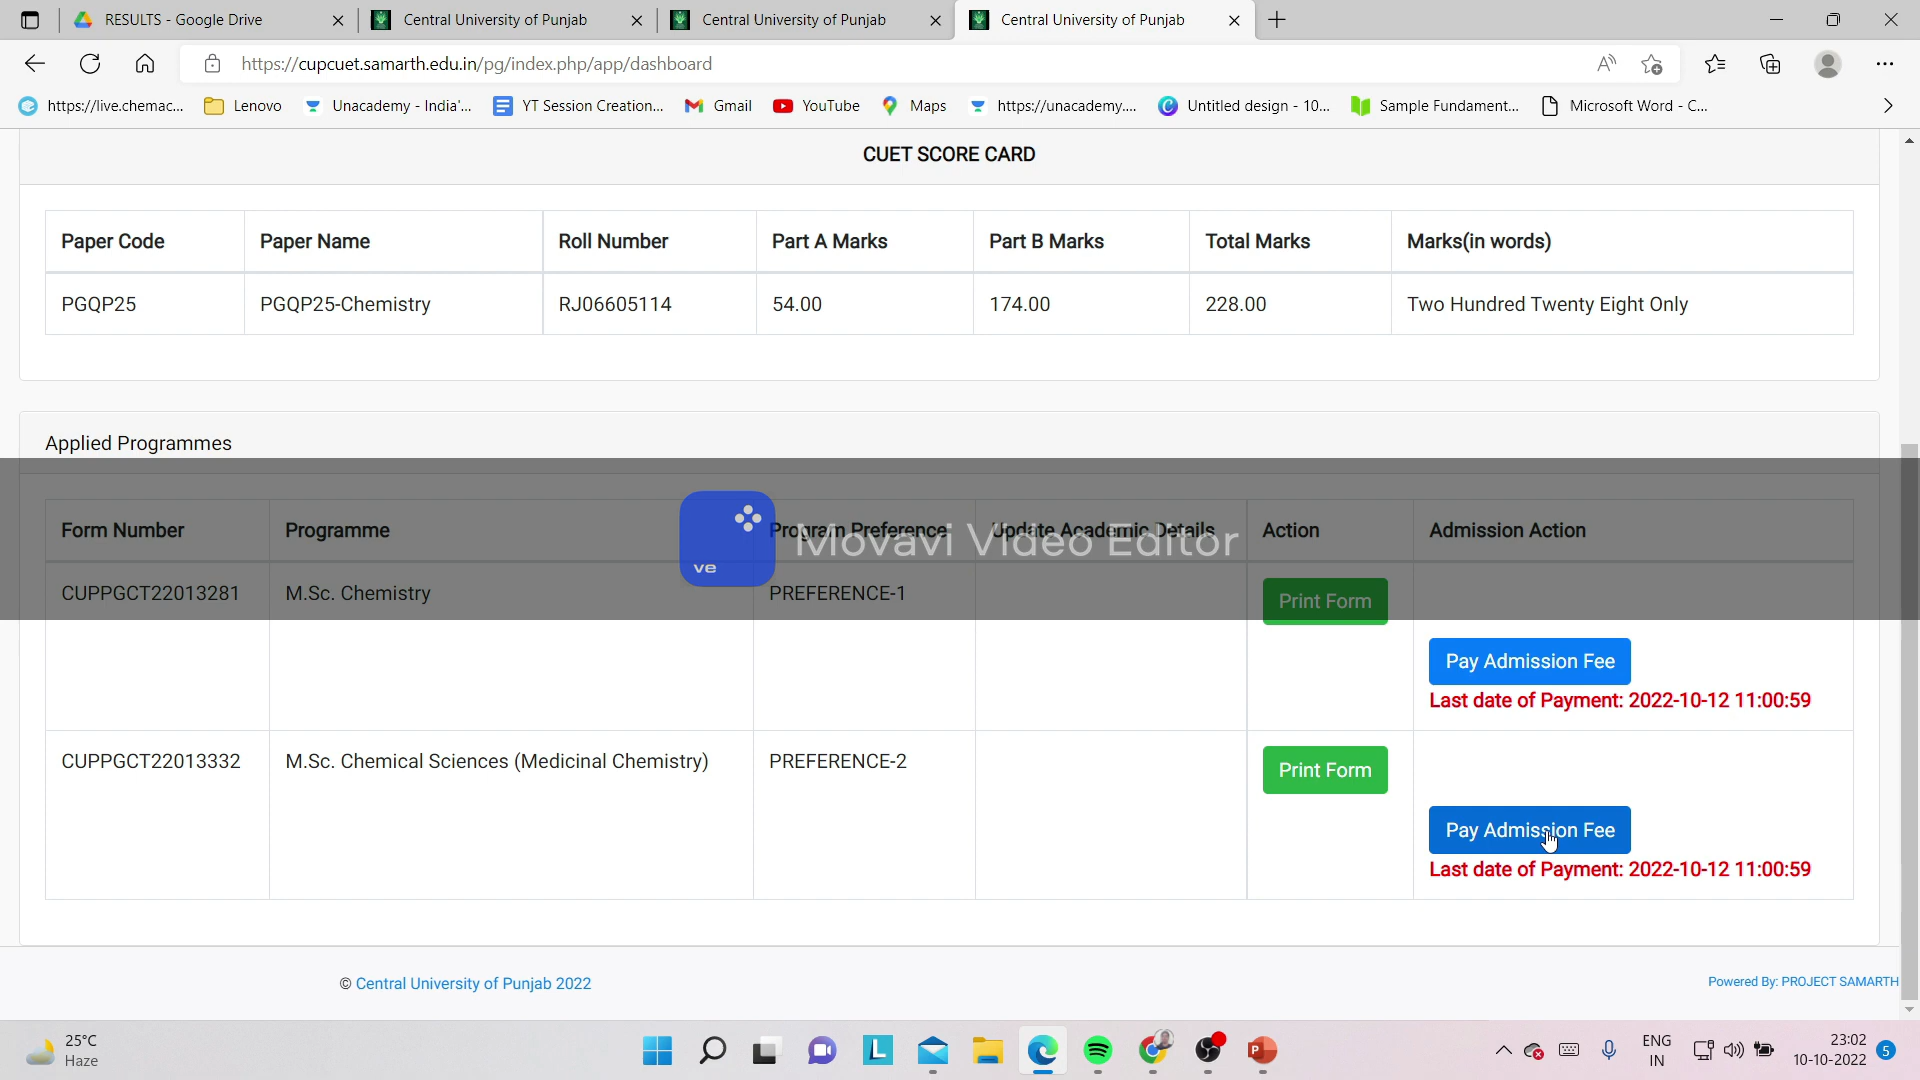 RESULTS - Google Drive
Central University of Punjab
Central University of Punjab
Central University of Punjab
https://cupcuet.samarth.edu.in/pg/index.php/app/dashboard
https://live.chemac...
Lenovo
Unacademy - India'...
YT Session Creation...
Gmail
YouTube
Maps
https://unacademy....
Untitled design - 10...
Sample Fundament...
Microsoft Word - C...
CUET SCORE CARD
Paper Code Paper Name Roll Number Part A Marks Part B Marks Total Marks Marks(in words)
PGQP25 PGQP25-Chemistry RJ06605114 54.00 174.00 228.00 Two Hundred Twenty Eight Only
Applied Programmes
Form Number Programme Program Preference Update Academic Details Action Admission Action
ve
Movavi Video Editor
CUPPGCT22013281 M.Sc. Chemistry PREFERENCE-1 Print Form
Pay Admission Fee
Last date of Payment: 2022-10-12 11:00:59
CUPPGCT22013332 M.Sc. Chemical Sciences (Medicinal Chemistry) PREFERENCE-2 Print Form
Pay Admission Fee
Last date of Payment: 2022-10-12 11:00:59
© Central University of Punjab 2022
Powered By: PROJECT SAMARTH
25°C
Haze
L
P
ENG
IN
23:02
10-10-2022
5